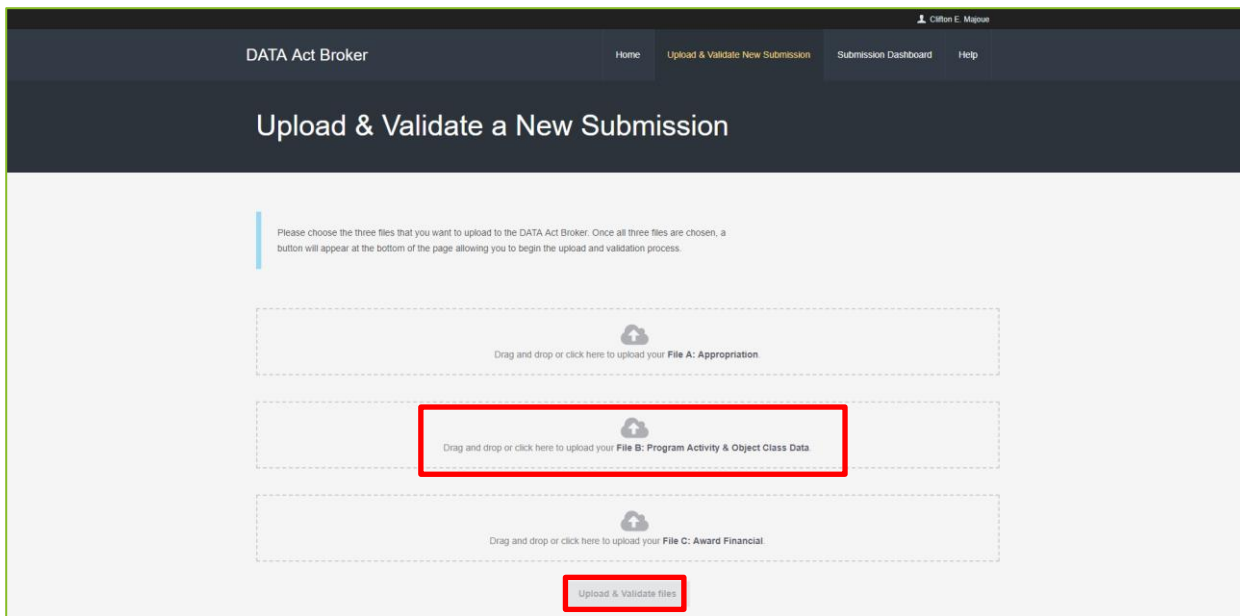 Clifton E. Majoue
DATA Act Broker
Home
Upload & Validate New Submission
Submission Dashboard
Help
Upload & Validate a New Submission
Please choose the three files that you want to upload to the DATA Act Broker. Once all three files are chosen, a
button will appear at the bottom of the page allowing you to begin the upload and validation process.
Drag and drop or click here to upload your File A: Appropriation.
Drag and drop or click here to upload your File B: Program Activity & Object Class Data.
Drag and drop or click here to upload your File C: Award Financial.
Upload & Validate files